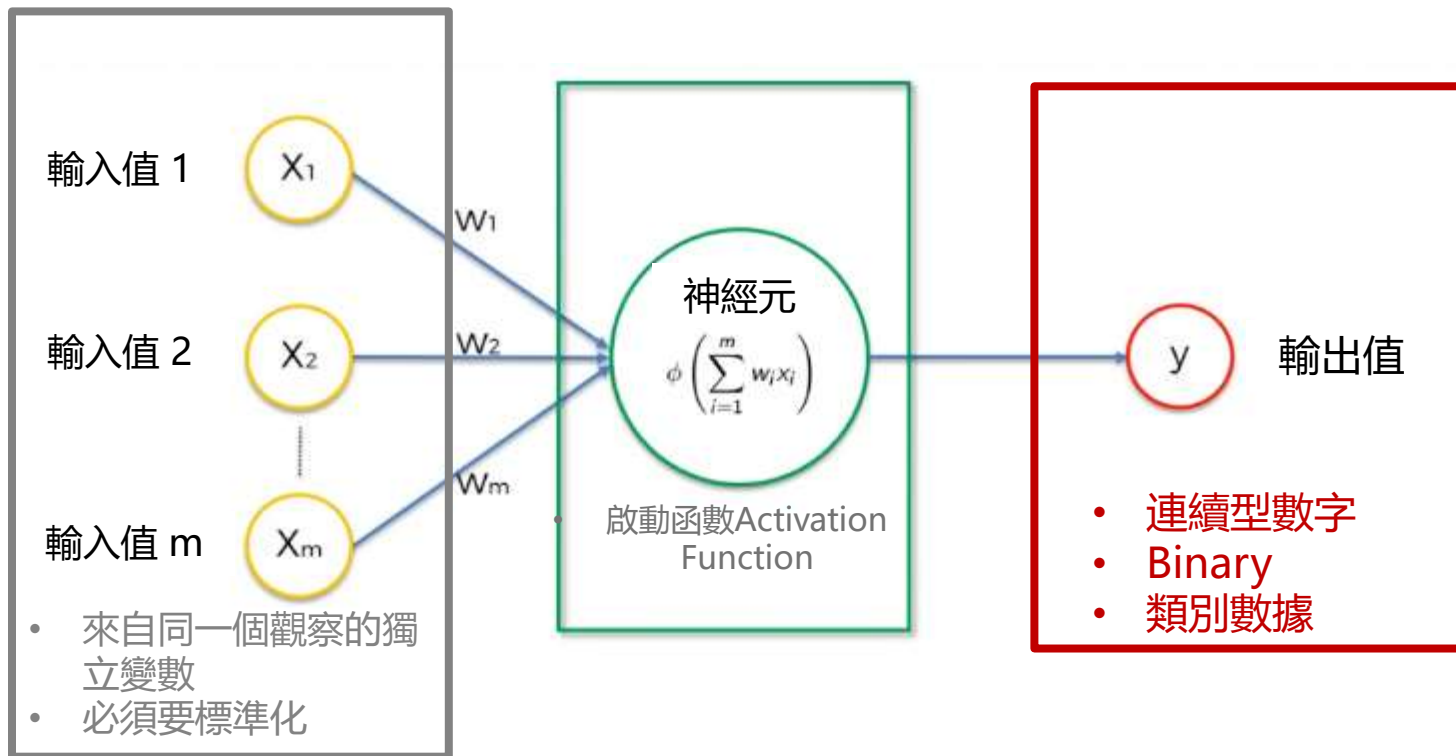 輸入值 1
X₁
W₁
輸入值 2
X₂
W₂
輸入值 m
Xₘ
Wₘ
• 來自同一個觀察的獨
立變數
• 必須要標準化
神經元
ϕ ( ∑ᵢ₌₁ᵐ wᵢxᵢ )
• 啟動函數Activation
Function
y
輸出值
• 連續型數字
• Binary
• 類別數據